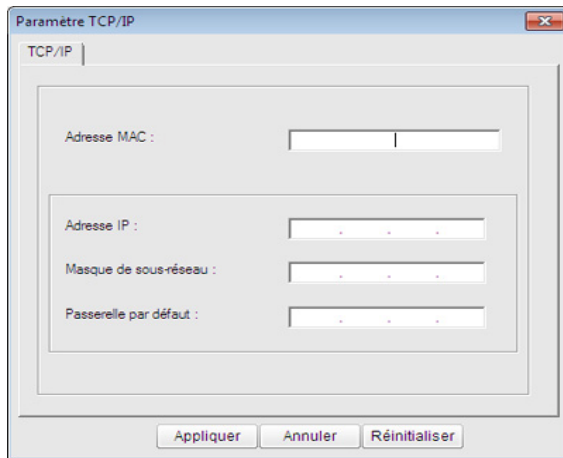 Paramètre TCP/IP
TCP/IP
Adresse MAC :
Adresse IP :
. . .
Masque de sous-réseau :
. . .
Passerelle par défaut :
. . .
Appliquer Annuler Réinitialiser